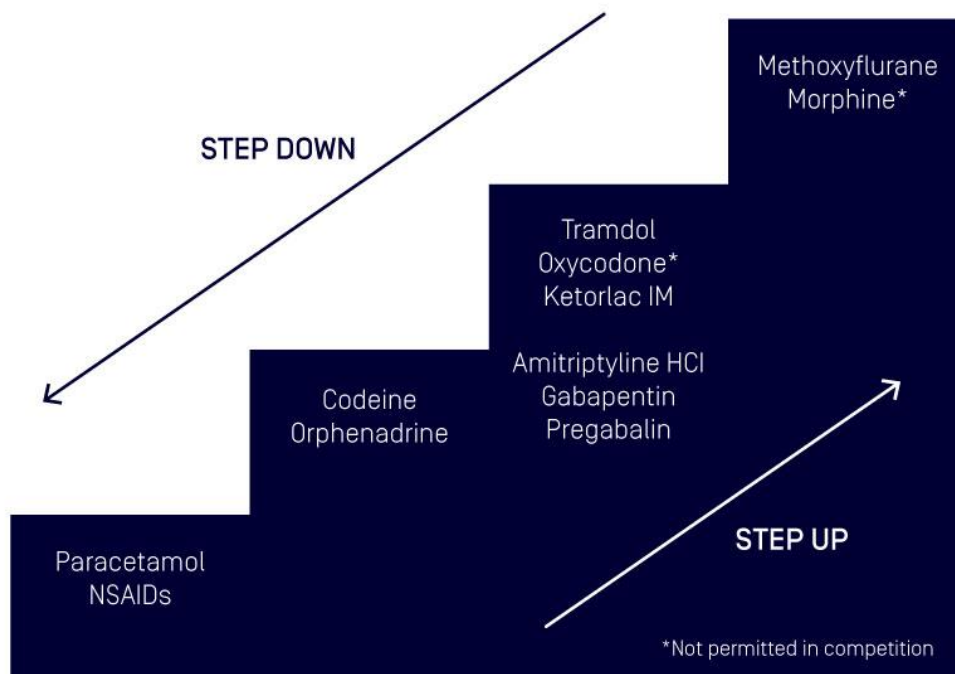 STEP DOWN
Methoxyflurane
Morphine*
Tramdol
Oxycodone*
Ketorlac IM
Amitriptyline HCl
Gabapentin
Pregabalin
Codeine
Orphenadrine
STEP UP
Paracetamol
NSAIDs
*Not permitted in competition